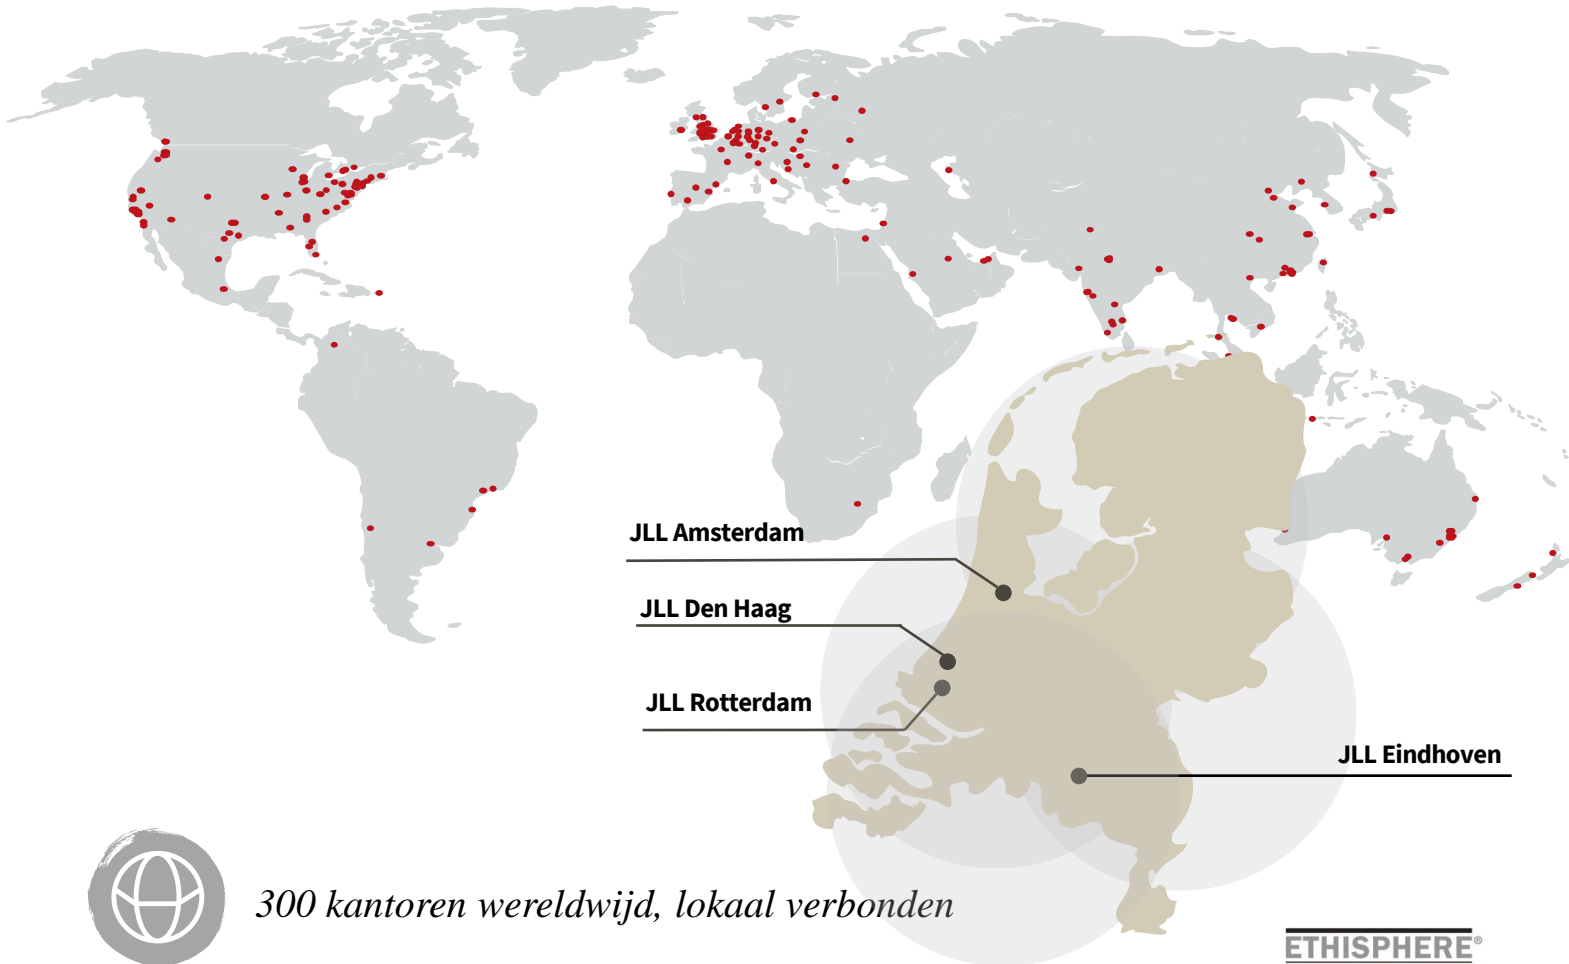 JLL Amsterdam
JLL Den Haag
JLL Rotterdam
JLL Eindhoven
300 kantoren wereldwijd, lokaal verbonden
ETHISPHERE®